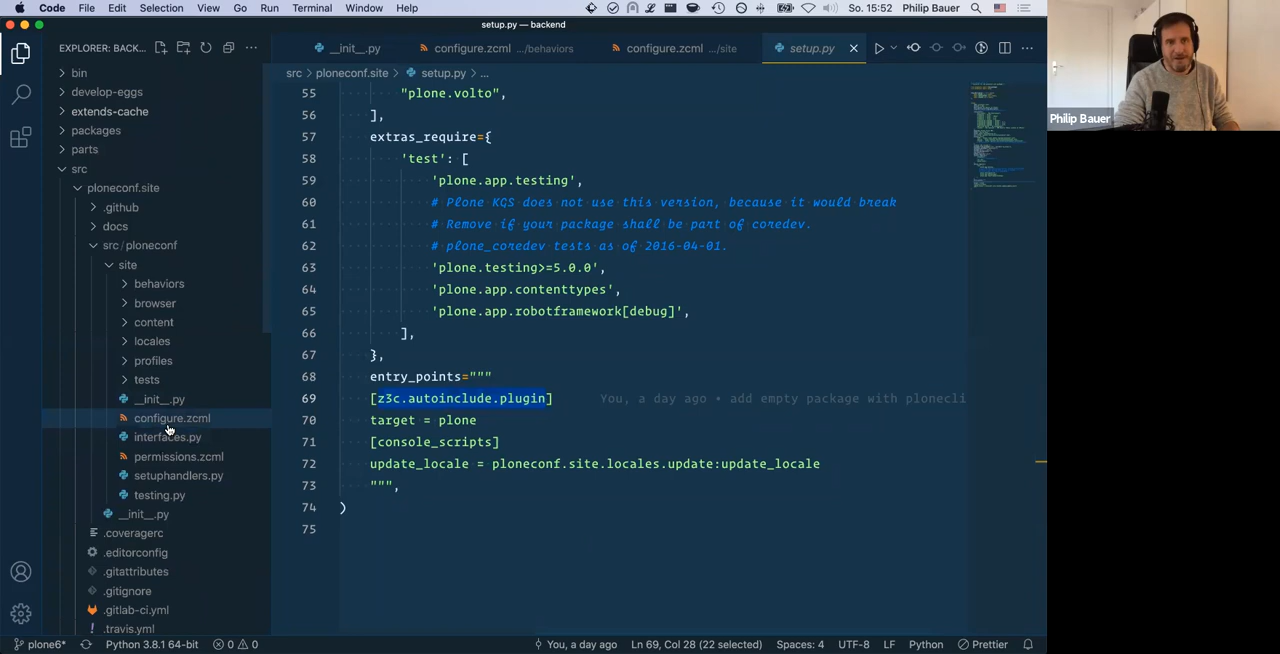 Code File Edit Selection View Go Run Terminal Window Help So. 15:52 Philip Bauer
setup.py — backend
EXPLORER: BACK...
__init__.py
configure.zcml .../behaviors
configure.zcml .../site
setup.py
src > ploneconf.site > setup.py > ...
bin
develop-eggs
extends-cache
packages
parts
src
ploneconf.site
.github
docs
src / ploneconf
site
behaviors
browser
content
locales
profiles
tests
__init__.py
configure.zcml
interfaces.py
permissions.zcml
setuphandlers.py
testing.py
__init__.py
.coveragerc
.editorconfig
.gitattributes
.gitignore
.gitlab-ci.yml
.travis.yml
55 "plone.volto",
56 ],
57 extras_require={
58 'test': [
59 'plone.app.testing',
60 # Plone KGS does not use this version, because it would break
61 # Remove if your package shall be part of coredev.
62 # plone_coredev tests as of 2016-04-01.
63 'plone.testing>=5.0.0',
64 'plone.app.contenttypes',
65 'plone.app.robotframework[debug]',
66 ],
67 },
68 entry_points="""
69 [z3c.autoinclude.plugin] You, a day ago • add empty package with plonecli
70 target = plone
71 [console_scripts]
72 update_locale = ploneconf.site.locales.update:update_locale
73 """,
74 )
75
Philip Bauer
plone6* Python 3.8.1 64-bit 0 0 You, a day ago Ln 69, Col 28 (22 selected) Spaces: 4 UTF-8 LF Python Prettier